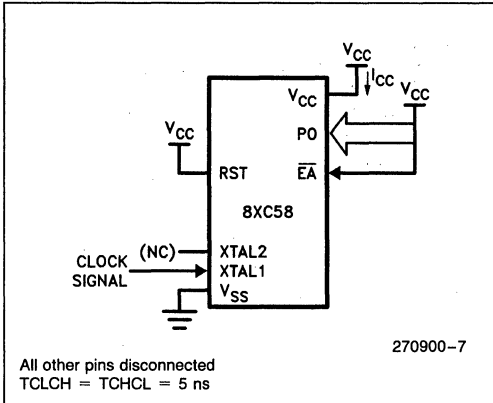 VCC
ICC
VCC
VCC
P0
VCC
RST
EA
8XC58
(NC)
XTAL2
CLOCK
SIGNAL
XTAL1
VSS
270900-7
All other pins disconnected
TCLCH = TCHCL = 5 ns